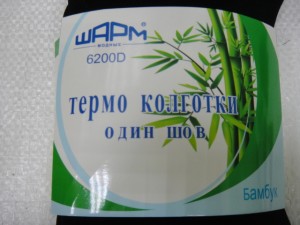 ШАРМ
6200D
термо колготки
один шов
Бамбук